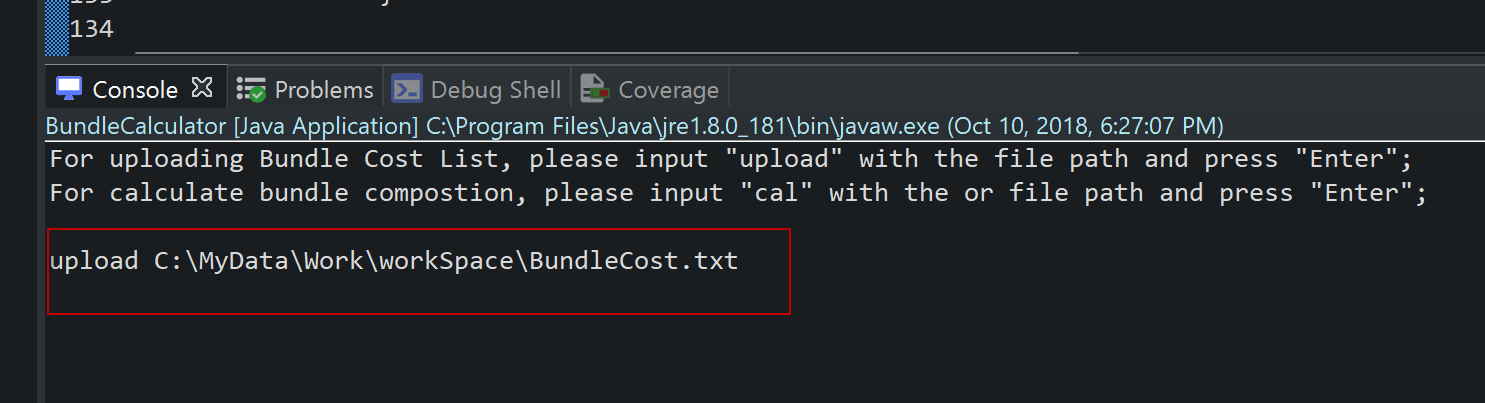 134
Console Problems Debug Shell Coverage
BundleCalculator [Java Application] C:\Program Files\Java\jre1.8.0_181\bin\javaw.exe (Oct 10, 2018, 6:27:07 PM)
For uploading Bundle Cost List, please input "upload" with the file path and press "Enter";
For calculate bundle compostion, please input "cal" with the or file path and press "Enter";
upload C:\MyData\Work\workSpace\BundleCost.txt